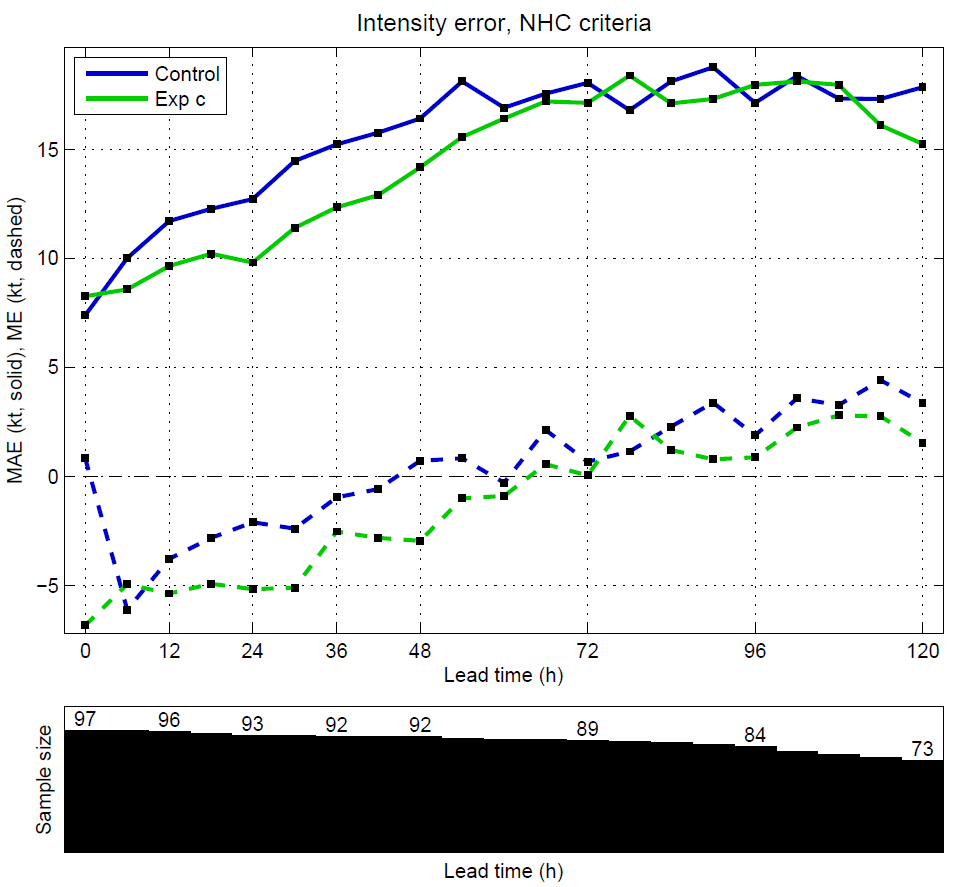 Intensity error, NHC criteria
Control
Exp c
MAE (kt, solid), ME (kt, dashed)
15
10
5
0
−5
0 12 24 36 48 72 96 120
Lead time (h)
Sample size
97 96 93 92 92 89 84 73
Lead time (h)